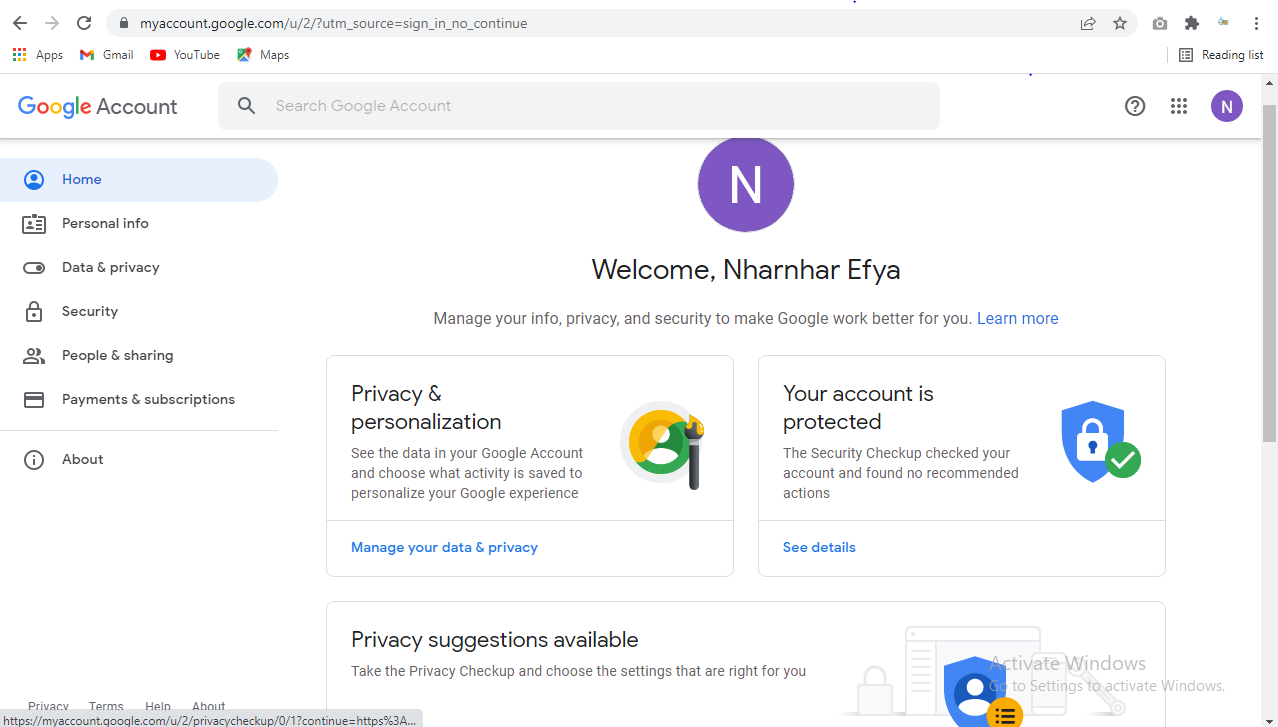 myaccount.google.com/u/2/?utm_source=sign_in_no_continue
Apps Gmail YouTube Maps Reading list
Google Account Search Google Account N
Home
Personal info
Data & privacy
Security
People & sharing
Payments & subscriptions
About
N
Welcome, Nharnhar Efya
Manage your info, privacy, and security to make Google work better for you. Learn more
Privacy &
personalization
See the data in your Google Account
and choose what activity is saved to
personalize your Google experience
Manage your data & privacy
Your account is
protected
The Security Checkup checked your
account and found no recommended
actions
See details
Privacy suggestions available
Take the Privacy Checkup and choose the settings that are right for you
Activate Windows
Go to Settings to activate Windows.
Privacy Terms Help About
https://myaccount.google.com/u/2/privacycheckup/0/1?continue=https%3A...